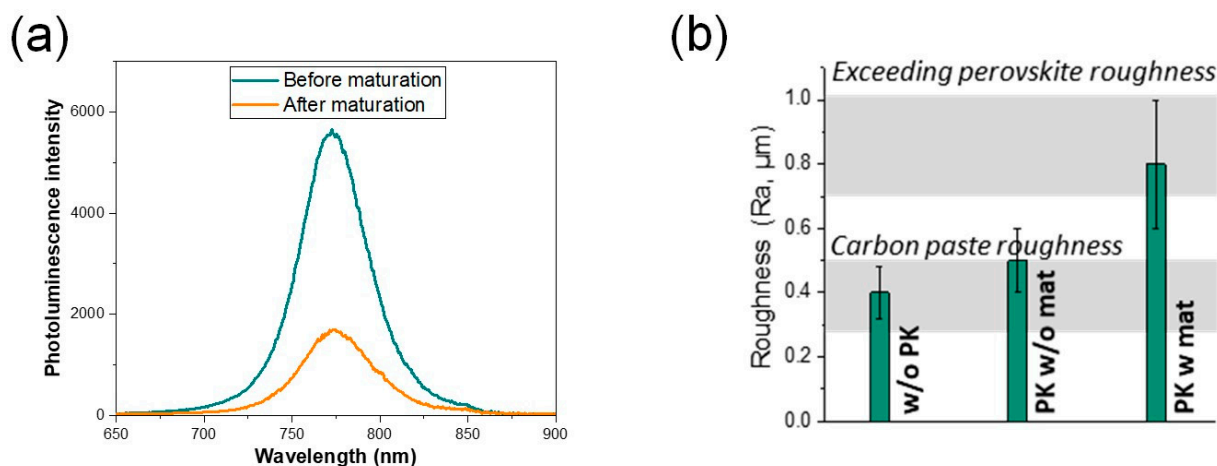 (a)
Before maturation
After maturation
Photoluminescence intensity
6000
4000
2000
0
650
700
750
800
850
900
Wavelength (nm)
(b)
Exceeding perovskite roughness
Carbon paste roughness
Roughness (Ra, µm)
1.0
0.8
0.6
0.4
0.2
0.0
w/o PK
PK w/o mat
PK w mat